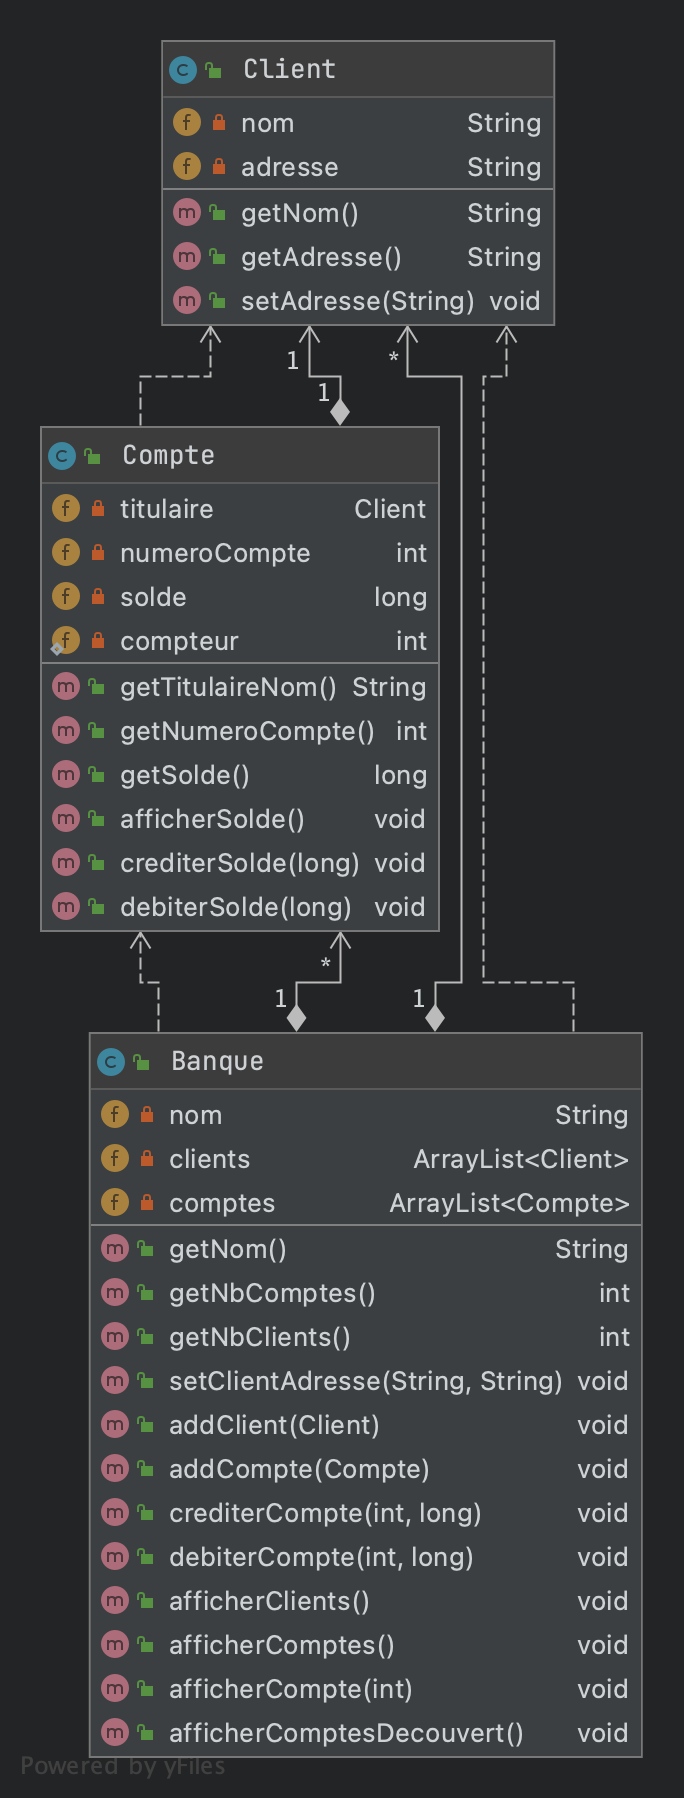 Client
nom String
adresse String
getNom() String
getAdresse() String
setAdresse(String) void
1
*
1
Compte
titulaire Client
numeroCompte int
solde long
compteur int
getTitulaireNom() String
getNumeroCompte() int
getSolde() long
afficherSolde() void
crediterSolde(long) void
debiterSolde(long) void
*
1
1
Banque
nom String
clients ArrayList<Client>
comptes ArrayList<Compte>
getNom() String
getNbComptes() int
getNbClients() int
setClientAdresse(String, String) void
addClient(Client) void
addCompte(Compte) void
crediterCompte(int, long) void
debiterCompte(int, long) void
afficherClients() void
afficherComptes() void
afficherCompte(int) void
afficherComptesDecouvert() void
Powered by yFiles